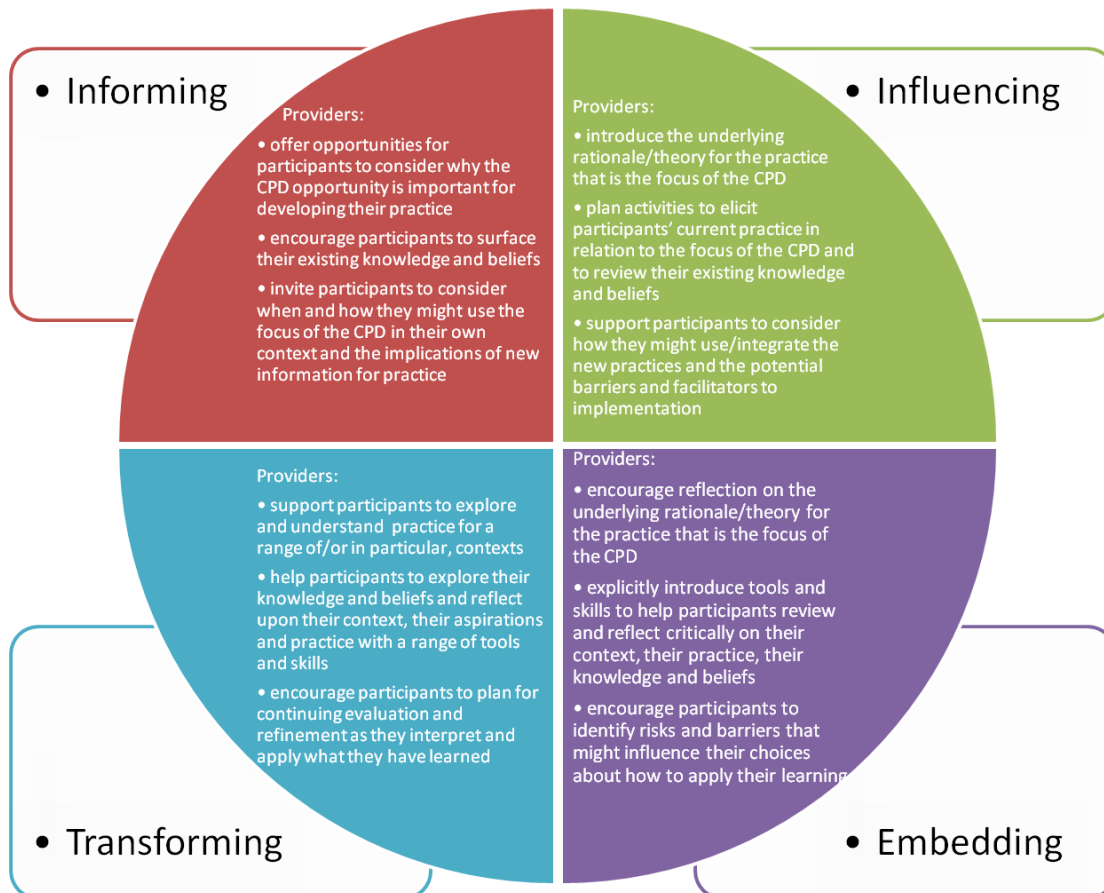 • Informing
Providers:
• offer opportunities for
participants to consider why the
CPD opportunity is important for
developing their practice
• encourage participants to surface
their existing knowledge and beliefs
• invite participants to consider
when and how they might use the
focus of the CPD in their own
context and the implications of new
information for practice
• Influencing
Providers:
• introduce the underlying
rationale/theory for the practice
that is the focus of the CPD
• plan activities to elicit
participants’ current practice in
relation to the focus of the CPD and
to review their existing knowledge
and beliefs
• support participants to consider
how they might use/integrate the
new practices and the potential
barriers and facilitators to
implementation
Providers:
• support participants to explore
and understand practice for a
range of/or in particular, contexts
• help participants to explore their
knowledge and beliefs and reflect
upon their context, their aspirations
and practice with a range of tools
and skills
• encourage participants to plan for
continuing evaluation and
refinement as they interpret and
apply what they have learned
• Transforming
Providers:
• encourage reflection on the
underlying rationale/theory for
the practice that is the focus of
the CPD
• explicitly introduce tools and
skills to help participants review
and reflect critically on their
context, their practice, their
knowledge and beliefs
• encourage participants to
identify risks and barriers that
might influence their choices
about how to apply their learning
• Embedding